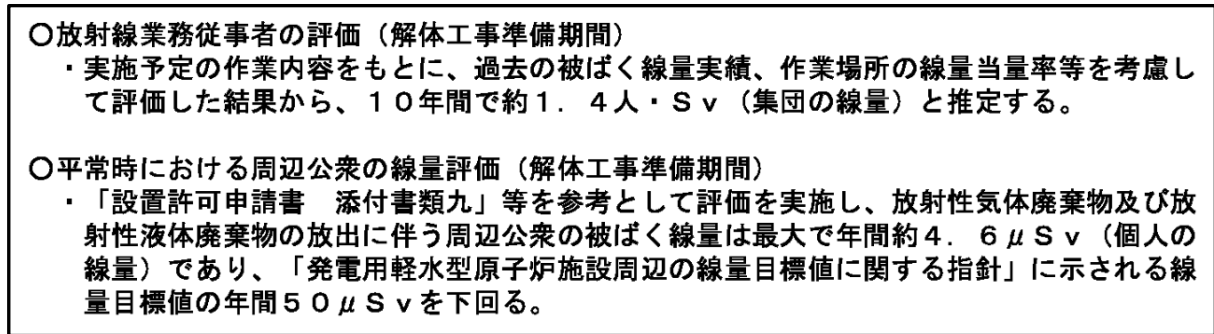 〇放射線業務従事者の評価（解体工事準備期間）
・実施予定の作業内容をもとに、過去の被ばく線量実績、作業場所の線量当量率等を考慮し
て評価した結果から、１０年間で約１．４人・Ｓｖ（集団の線量）と推定する。
〇平常時における周辺公衆の線量評価（解体工事準備期間）
・「設置許可申請書　添付書類九」等を参考として評価を実施し、放射性気体廃棄物及び放
射性液体廃棄物の放出に伴う周辺公衆の被ばく線量は最大で年間約４．６μＳｖ（個人の
線量）であり、「発電用軽水型原子炉施設周辺の線量目標値に関する指針」に示される線
量目標値の年間５０μＳｖを下回る。